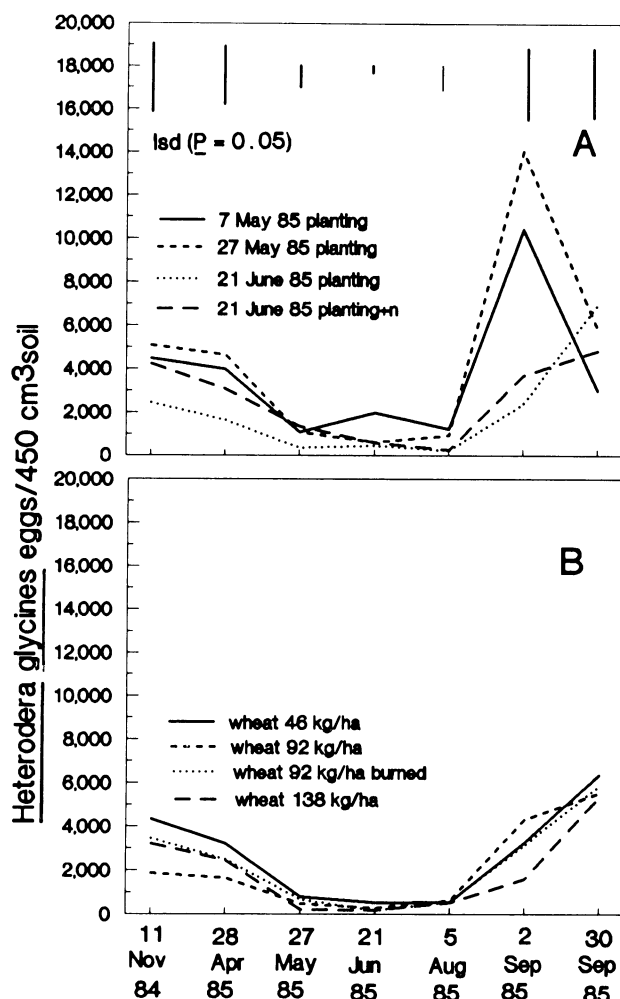 20,000
18,000
16,000
14,000
12,000
10,000
8,000
6,000
4,000
2,000
0
lsd (P = 0.05)
A
7 May 85 planting
27 May 85 planting
21 June 85 planting
21 June 85 planting+n
Heterodera glycines eggs/450 cm³soil
20,000
18,000
16,000
14,000
12,000
10,000
8,000
6,000
4,000
2,000
0
B
wheat 46 kg/ha
wheat 92 kg/ha
wheat 92 kg/ha burned
wheat 138 kg/ha
11 28 27 21 5 2 30
Nov Apr May Jun Aug Sep Sep
84 85 85 85 85 85 85